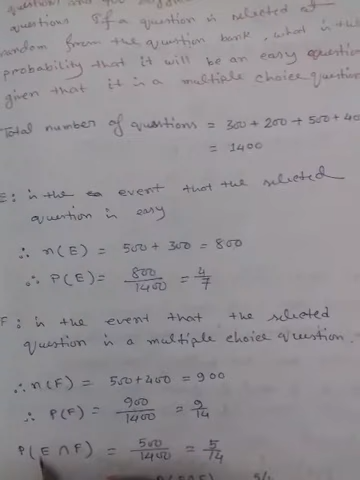 questions
questions. If a question is selected at
random from the question bank, what is the
probability that it will be an easy question
given that it is a multiple choice question
Total number of questions = 300 + 200 + 500 + 40
= 1400
E: is the event that the selected
question is easy
∴ n(E) = 500 + 300 = 800
∴ P(E) = 800/1400 = 4/7
F: is the event that the selected
question is a multiple choice question.
∴ n(F) = 500 + 400 = 900
∴ P(F) = 900/1400 = 9/14
P(E ∩ F) = 500/1400 = 5/14